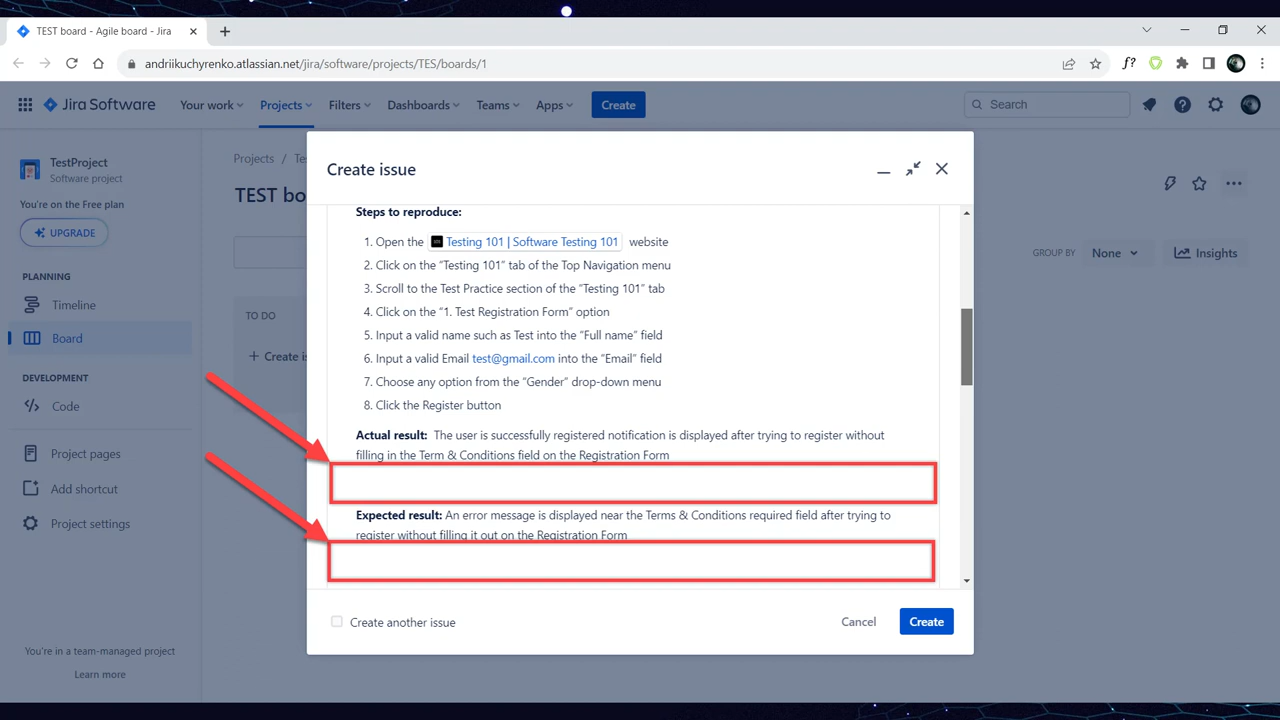 TEST board - Agile board - Jira
andriikuchyrenko.atlassian.net/jira/software/projects/TES/boards/1
f?
Jira Software
Your work
Projects
Filters
Dashboards
Teams
Apps
Create
Search
TestProject
Software project
You're on the Free plan
UPGRADE
PLANNING
Timeline
Board
DEVELOPMENT
Code
Project pages
Add shortcut
Project settings
You're in a team-managed project
Learn more
Projects / Te
TEST bo
TO DO
+ Create is
GROUP BY
None
Insights
Create issue
Steps to reproduce:
1. Open the Testing 101 | Software Testing 101 website
2. Click on the “Testing 101” tab of the Top Navigation menu
3. Scroll to the Test Practice section of the “Testing 101” tab
4. Click on the “1. Test Registration Form” option
5. Input a valid name such as Test into the “Full name” field
6. Input a valid Email test@gmail.com into the “Email” field
7. Choose any option from the “Gender” drop-down menu
8. Click the Register button
Actual result: The user is successfully registered notification is displayed after trying to register without
filling in the Term & Conditions field on the Registration Form
Expected result: An error message is displayed near the Terms & Conditions required field after trying to
register without filling it out on the Registration Form
Create another issue
Cancel
Create